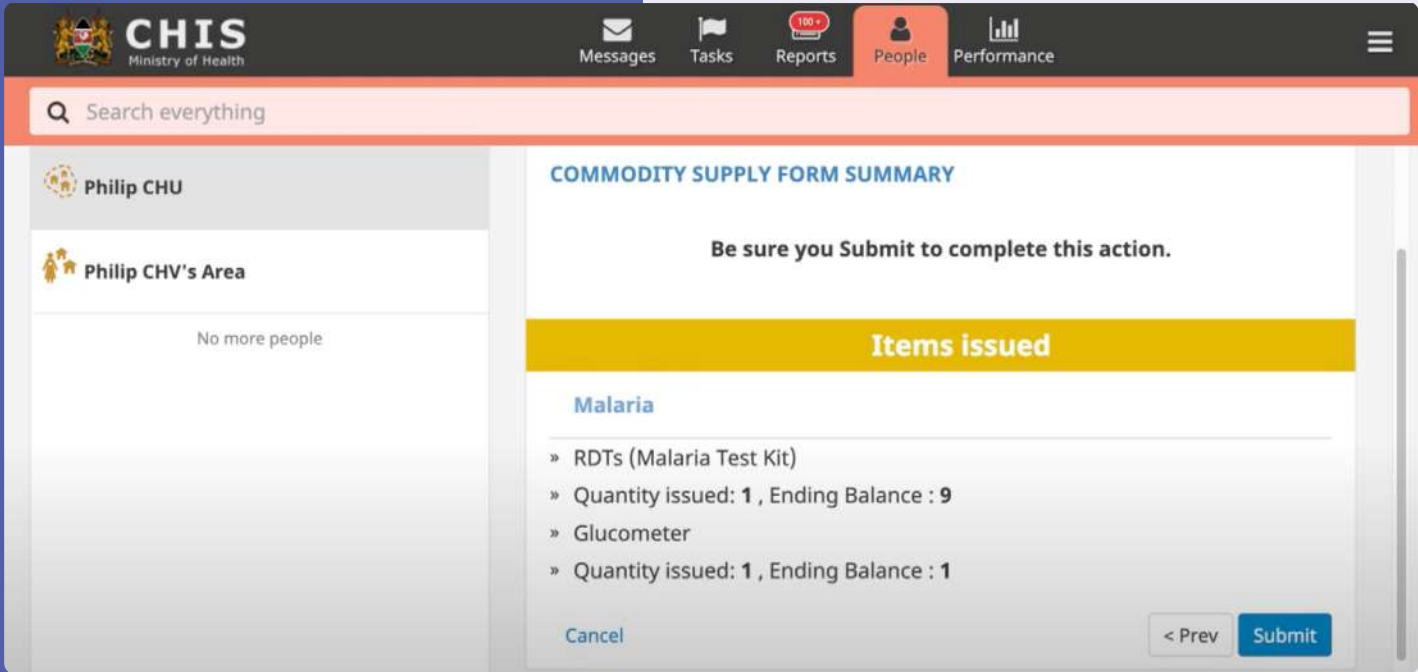 CHIS
Ministry of Health
Messages
Tasks
100 +
Reports
People
Performance
Search everything
Philip CHU
Philip CHV's Area
No more people
COMMODITY SUPPLY FORM SUMMARY
Be sure you Submit to complete this action.
Items issued
Malaria
» RDTs (Malaria Test Kit)
» Quantity issued: 1 , Ending Balance : 9
» Glucometer
» Quantity issued: 1 , Ending Balance : 1
Cancel
< Prev
Submit